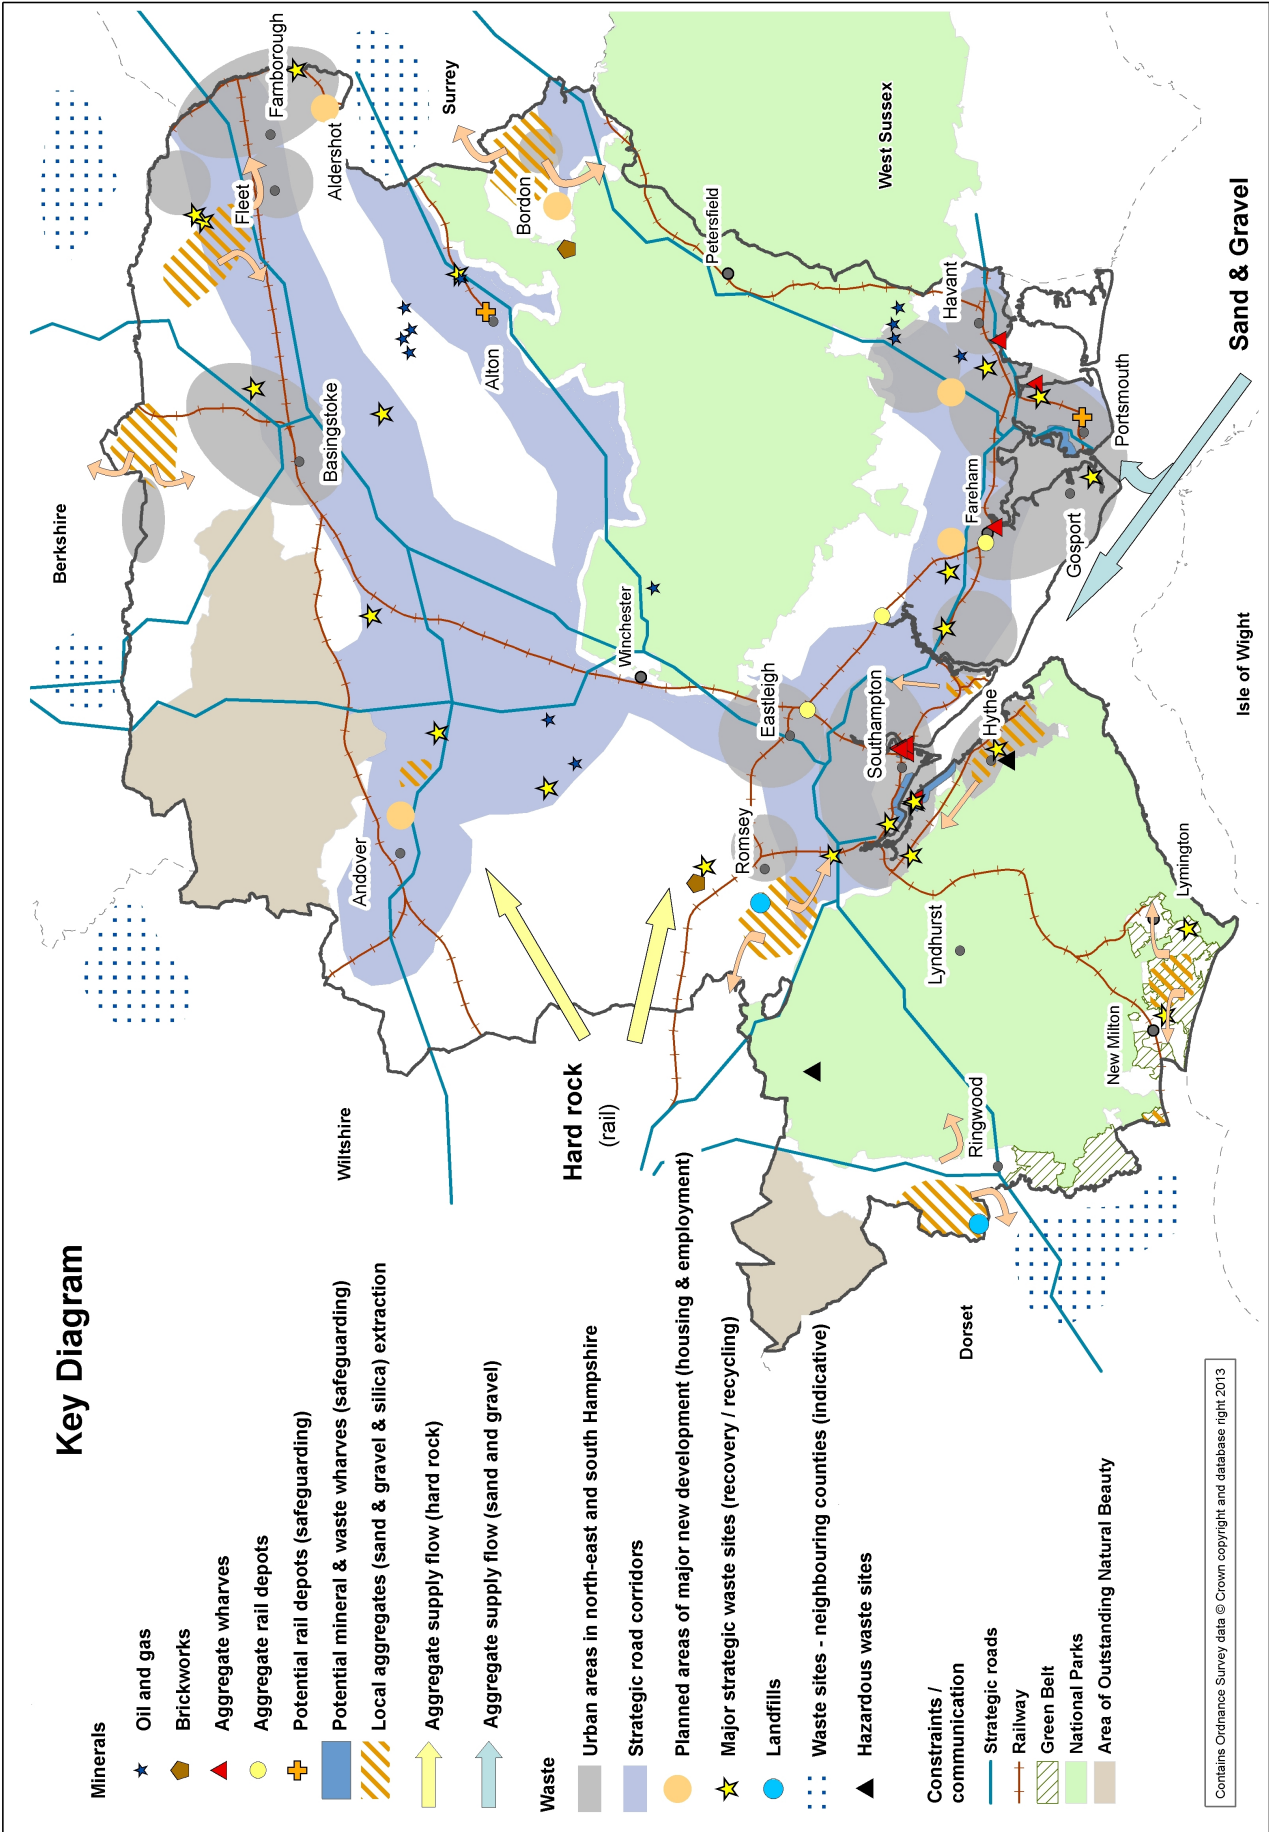 Key Diagram
Minerals
Oil and gas
Brickworks
Aggregate wharves
Aggregate rail depots
Potential rail depots (safeguarding)
Potential mineral & waste wharves (safeguarding)
Local aggregates (sand & gravel & silica) extraction
Aggregate supply flow (hard rock)
Aggregate supply flow (sand and gravel)
Waste
Urban areas in north-east and south Hampshire
Strategic road corridors
Planned areas of major new development (housing & employment)
Major strategic waste sites (recovery / recycling)
Landfills
Waste sites - neighbouring counties (indicative)
Hazardous waste sites
Constraints /
communication
Strategic roads
Railway
Green Belt
National Parks
Area of Outstanding Natural Beauty
Contains Ordnance Survey data © Crown copyright and database right 2013
Berkshire
Surrey
West Sussex
Wiltshire
Dorset
Isle of Wight
Hard rock
(rail)
Sand & Gravel
Farnborough
Fleet
Aldershot
Basingstoke
Bordon
Alton
Andover
Petersfield
Winchester
Romsey
Eastleigh
Southampton
Havant
Fareham
Portsmouth
Gosport
Hythe
Lyndhurst
Lymington
New Milton
Ringwood